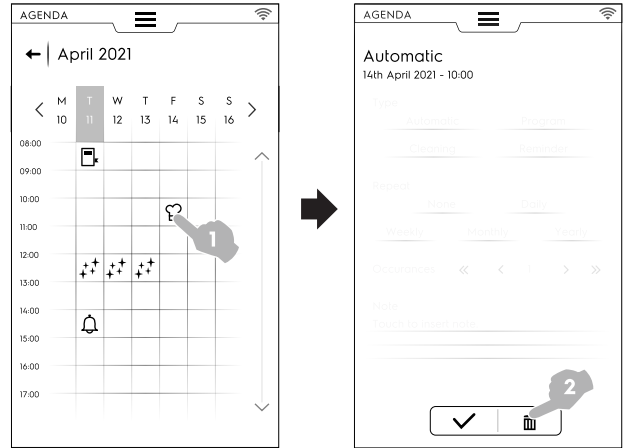 AGENDA
April 2021
M T W T F S S
10 11 12 13 14 15 16
08:00
09:00
10:00
11:00
12:00
13:00
14:00
15:00
16:00
17:00
1
AGENDA
Automatic
14th April 2021 - 10:00
Type
Automatic Program
Cleaning Reminder
Repeat
None Daily
Weekly Monthly Yearly
Occurrences
Note
Touch to insert note
2